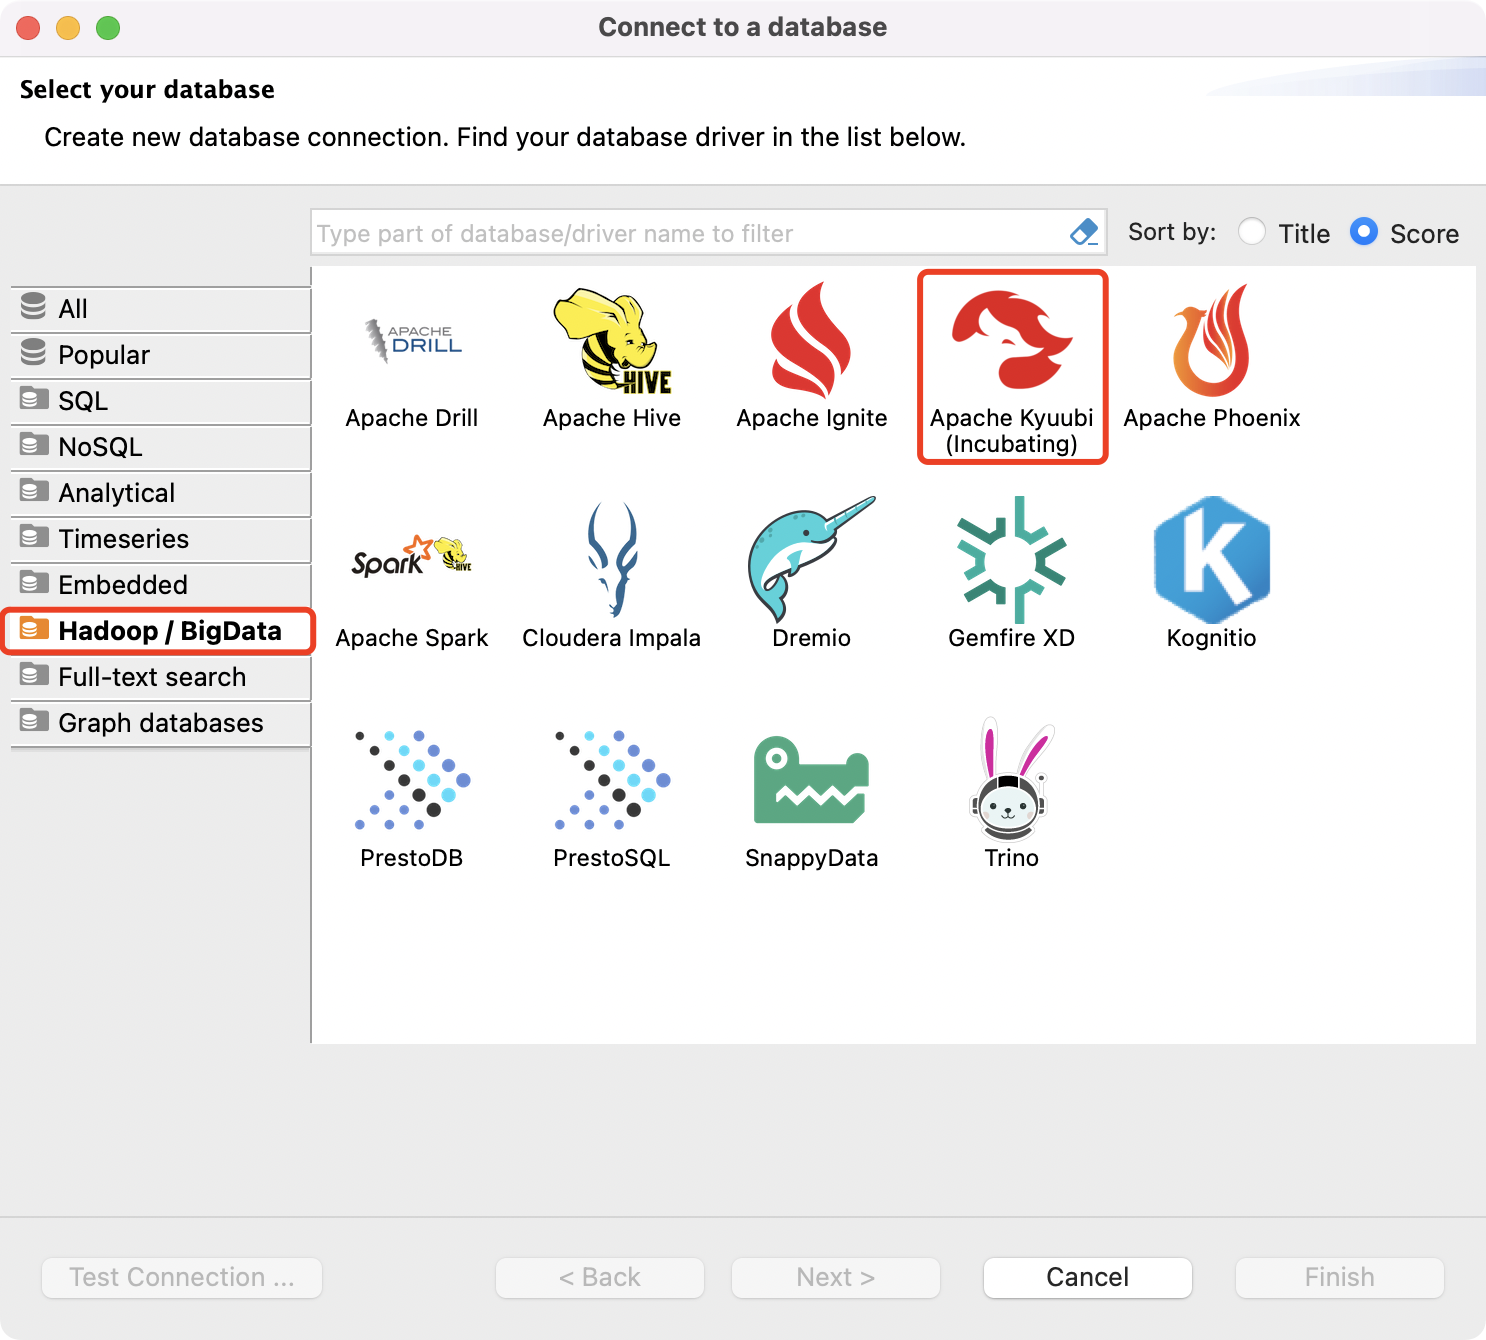 Connect to a database
Select your database
Create new database connection. Find your database driver in the list below.
Type part of database/driver name to filter
Sort by: Title Score
All
Popular
SQL
NoSQL
Analytical
Timeseries
Embedded
Hadoop / BigData
Full-text search
Graph databases
APACHE
DRILL
HIVE
Apache Drill
Apache Hive
Apache Ignite
Apache Kyuubi
(Incubating)
Apache Phoenix
Spark
HIVE
K
Apache Spark
Cloudera Impala
Dremio
Gemfire XD
Kognitio
PrestoDB
PrestoSQL
SnappyData
Trino
Test Connection ...
< Back
Next >
Cancel
Finish